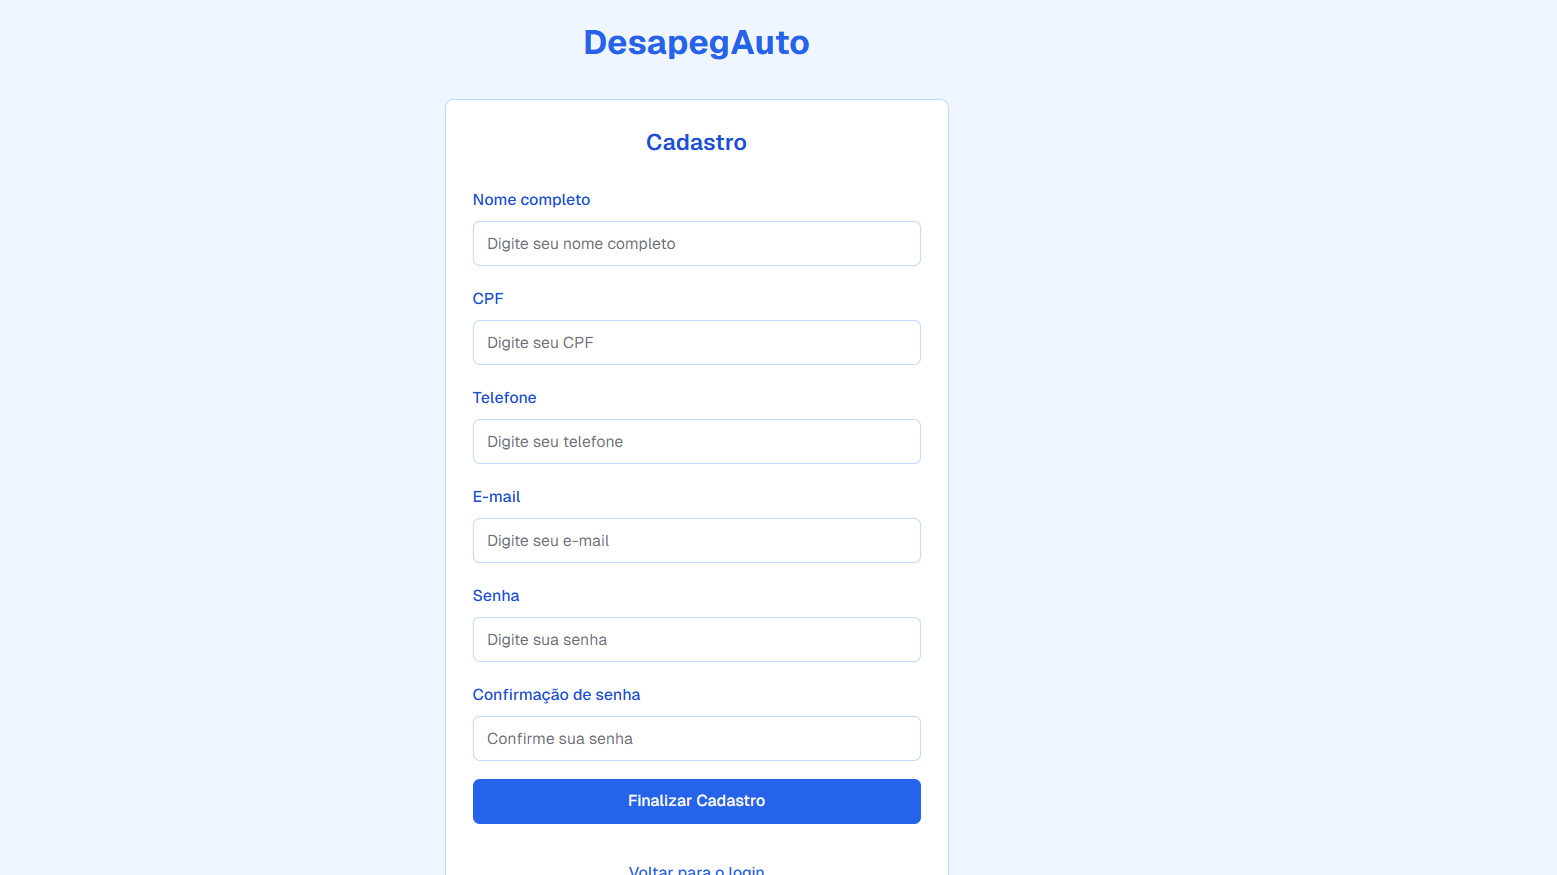 DesapegAuto
Cadastro
Nome completo
Digite seu nome completo
CPF
Digite seu CPF
Telefone
Digite seu telefone
E-mail
Digite seu e-mail
Senha
Digite sua senha
Confirmação de senha
Confirme sua senha
Finalizar Cadastro
Voltar para o login